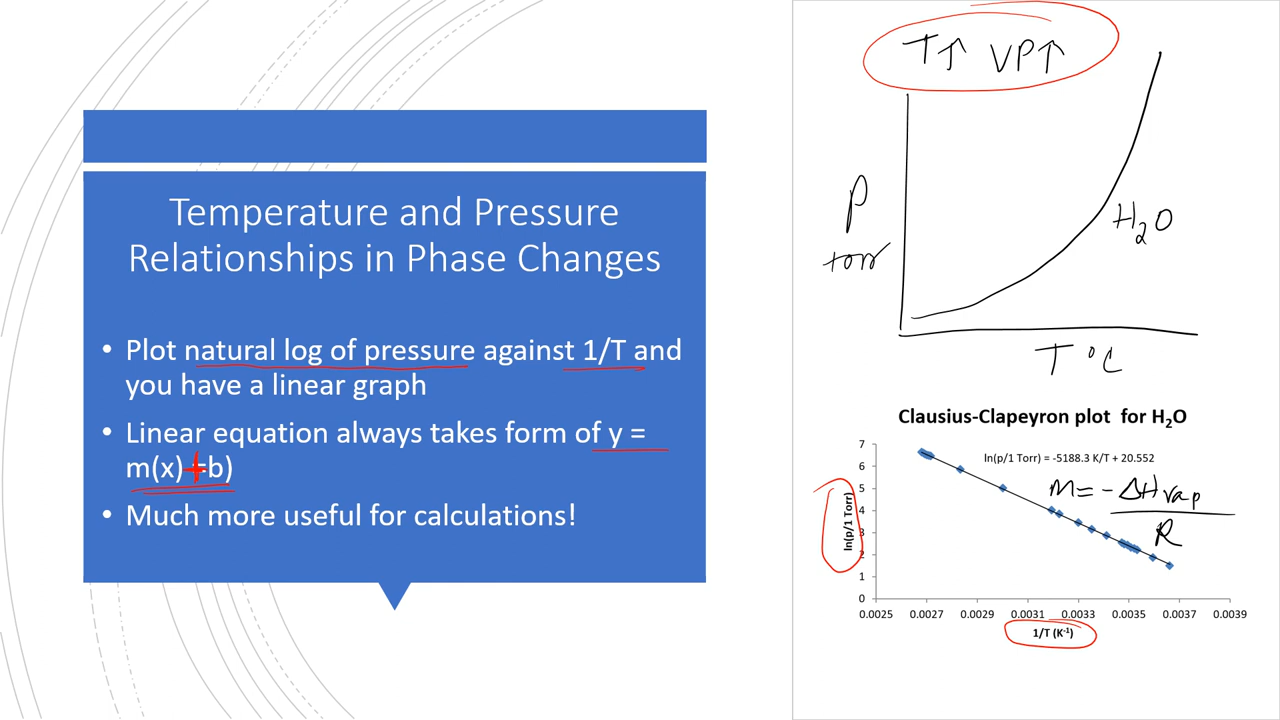 Temperature and Pressure
Relationships in Phase Changes
• Plot natural log of pressure against 1/T and
you have a linear graph
• Linear equation always takes form of y =
m(x) +b)
• Much more useful for calculations!
T↑ VP↑
P
torr
H₂O
T °C
Clausius-Clapeyron plot for H₂O
ln(p/1 Torr) = -5188.3 K/T + 20.552
m = -ΔHvap
R
ln(p/1 Torr)
7
6
5
4
3
2
1
0
0.0025 0.0027 0.0029 0.0031 0.0033 0.0035 0.0037 0.0039
1/T (K⁻¹)